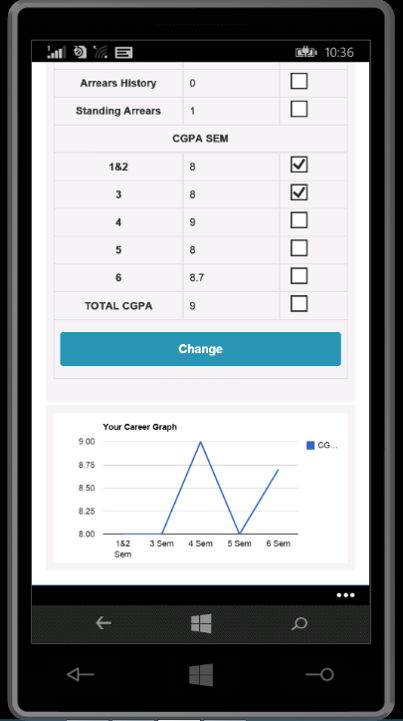 10:36
Arrears History 0
Standing Arrears 1
CGPA SEM
1&2 8
3 8
4 9
5 8
6 8.7
TOTAL CGPA 9
Change
Your Career Graph
9.00
CG...
8.75
8.50
8.25
8.00
1&2 3 Sem 4 Sem 5 Sem 6 Sem
Sem